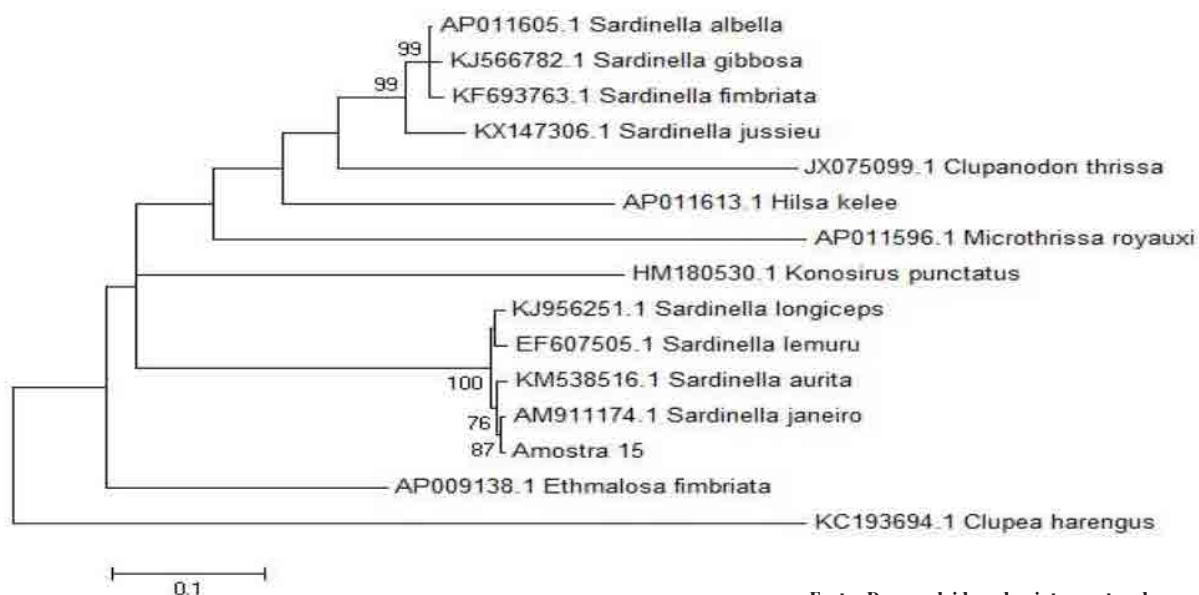 AP011605.1 Sardinella albella
99
KJ566782.1 Sardinella gibbosa
99
KF693763.1 Sardinella fimbriata
KX147306.1 Sardinella jussieu
JX075099.1 Clupanodon thrissa
AP011613.1 Hilsa kelee
AP011596.1 Microthrissa royauxi
HM180530.1 Konosirus punctatus
KJ956251.1 Sardinella longiceps
EF607505.1 Sardinella lemuru
100
KM538516.1 Sardinella aurita
76
AM911174.1 Sardinella janeiro
87
Amostra 15
AP009138.1 Ethmalosa fimbriata
KC193694.1 Clupea harengus
0.1